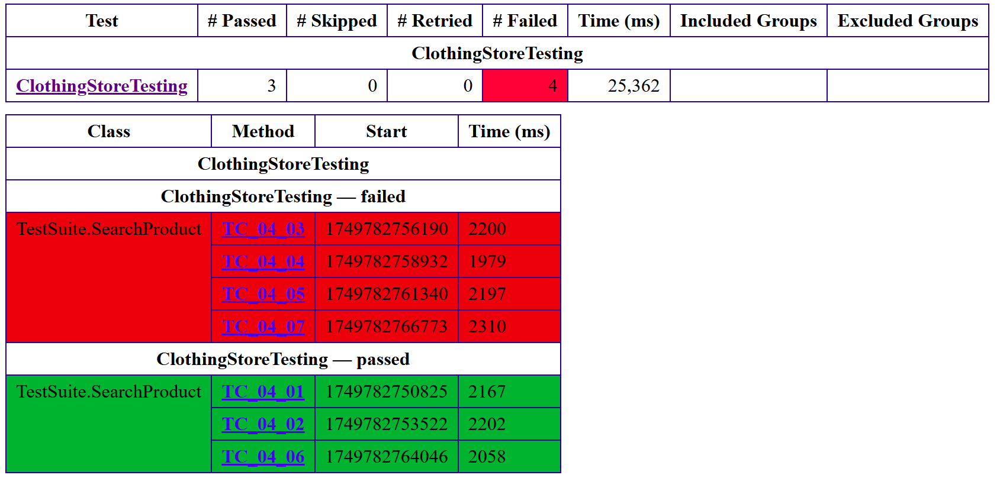 Test # Passed # Skipped # Retried # Failed Time (ms) Included Groups Excluded Groups
ClothingStoreTesting
ClothingStoreTesting 3 0 0 4 25,362
Class Method Start Time (ms)
ClothingStoreTesting
ClothingStoreTesting — failed
TestSuite.SearchProduct TC_04_03 1749782756190 2200
TC_04_04 1749782758932 1979
TC_04_05 1749782761340 2197
TC_04_07 1749782766773 2310
ClothingStoreTesting — passed
TestSuite.SearchProduct TC_04_01 1749782750825 2167
TC_04_02 1749782753522 2202
TC_04_06 1749782764046 2058